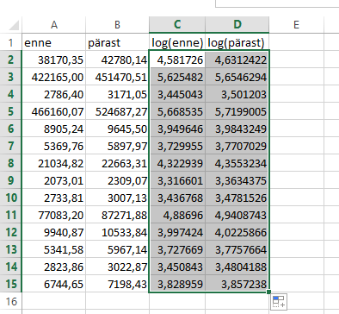 A B C D E
1 enne pärast log(enne) log(pärast)
2 38170,35 42780,14 4,581726 4,6312422
3 422165,00 451470,51 5,625482 5,6546294
4 2786,40 3171,05 3,445043 3,501203
5 466160,07 524687,27 5,668535 5,7199005
6 8905,24 9645,50 3,949646 3,9843249
7 5369,76 5897,97 3,729955 3,7707029
8 21034,82 22663,31 4,322939 4,3553234
9 2073,01 2309,07 3,316601 3,3634375
10 2733,81 3007,13 3,436768 3,4781526
11 77083,20 87271,88 4,88696 4,9408743
12 9940,87 10533,84 3,997424 4,0225866
13 5341,58 5967,14 3,727669 3,7757664
14 2823,86 3022,87 3,450843 3,4804188
15 6744,65 7198,43 3,828959 3,857238
16